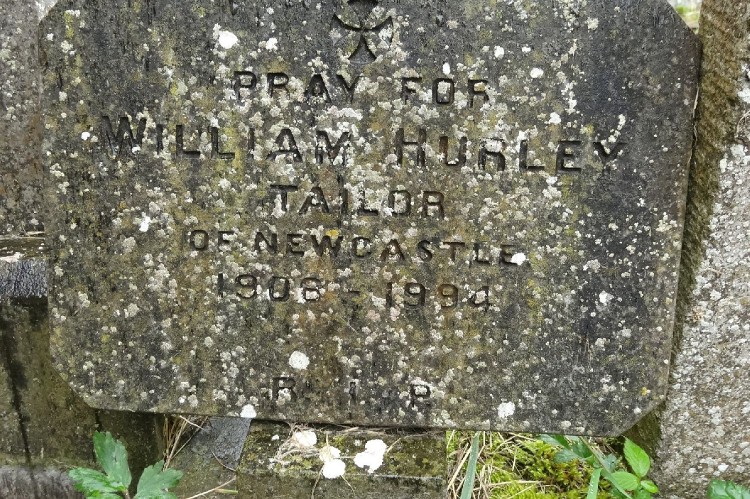 PRAY FOR
WILLIAM HURLEY
TAILOR
OF NEWCASTLE.
1908 - 1994
R I P